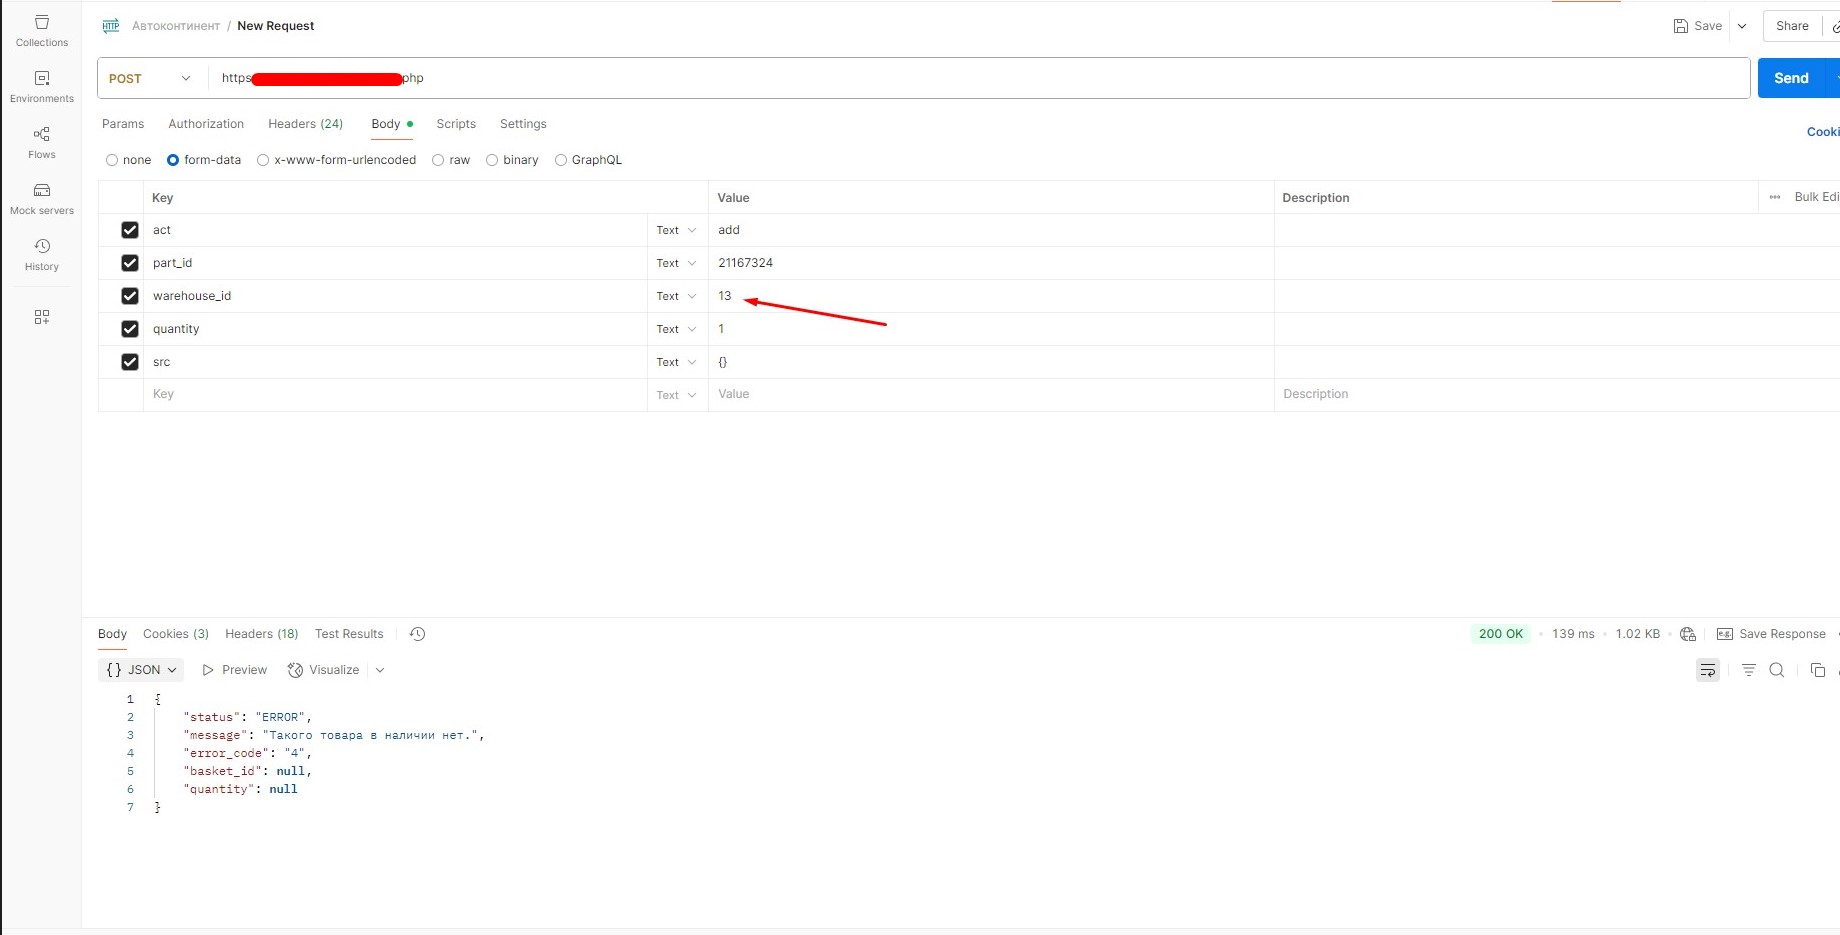 Collections
Environments
Flows
Mock servers
History
HTTP Автоконтинент / New Request
Save
Share
POST
https php
Send
Params Authorization Headers (24) Body Scripts Settings
Cooki
none form-data x-www-form-urlencoded raw binary GraphQL
Key Value Description ••• Bulk Edi
act Text add
part_id Text 21167324
warehouse_id Text 13
quantity Text 1
src Text {}
Key Text Value Description
Body Cookies (3) Headers (18) Test Results
200 OK • 139 ms • 1.02 KB • e.g. Save Response
{} JSON Preview Visualize
1 {
2 "status": "ERROR",
3 "message": "Такого товара в наличии нет.",
4 "error_code": "4",
5 "basket_id": null,
6 "quantity": null
7 }